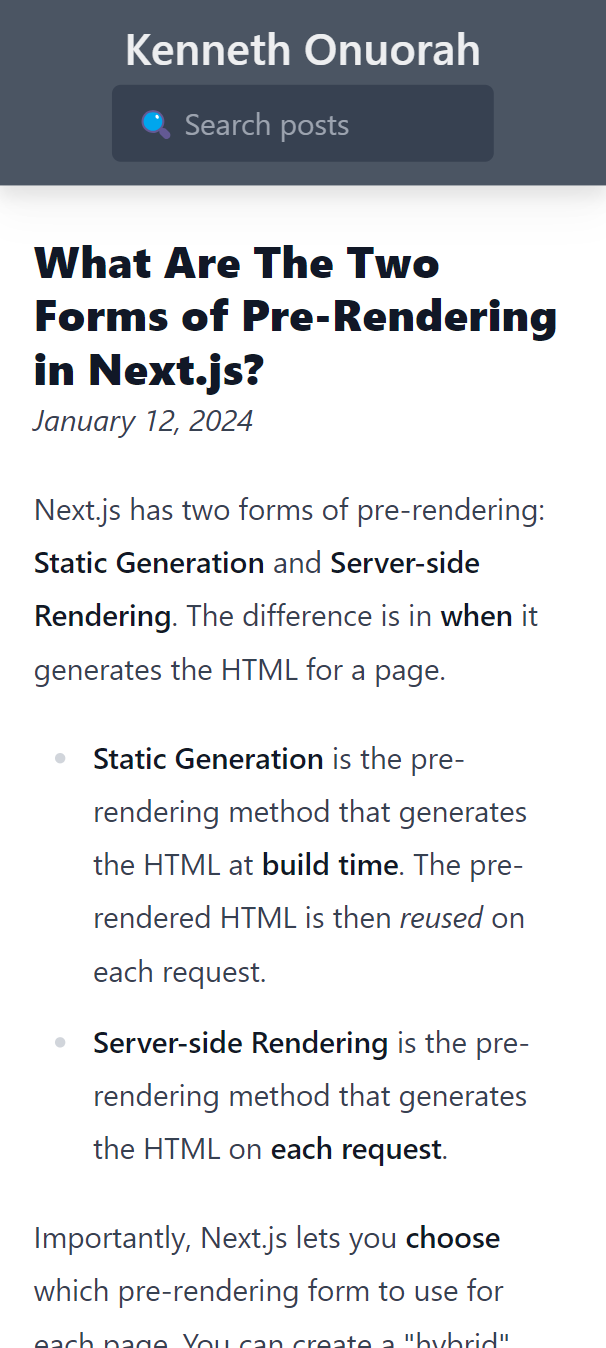 Kenneth Onuorah
🔍 Search posts
What Are The Two
Forms of Pre-Rendering
in Next.js?
January 12, 2024
Next.js has two forms of pre-rendering:
Static Generation and Server-side
Rendering. The difference is in when it
generates the HTML for a page.
Static Generation is the pre-
rendering method that generates
the HTML at build time. The pre-
rendered HTML is then reused on
each request.
Server-side Rendering is the pre-
rendering method that generates
the HTML on each request.
Importantly, Next.js lets you choose
which pre-rendering form to use for
each page. You can create a "hybrid"